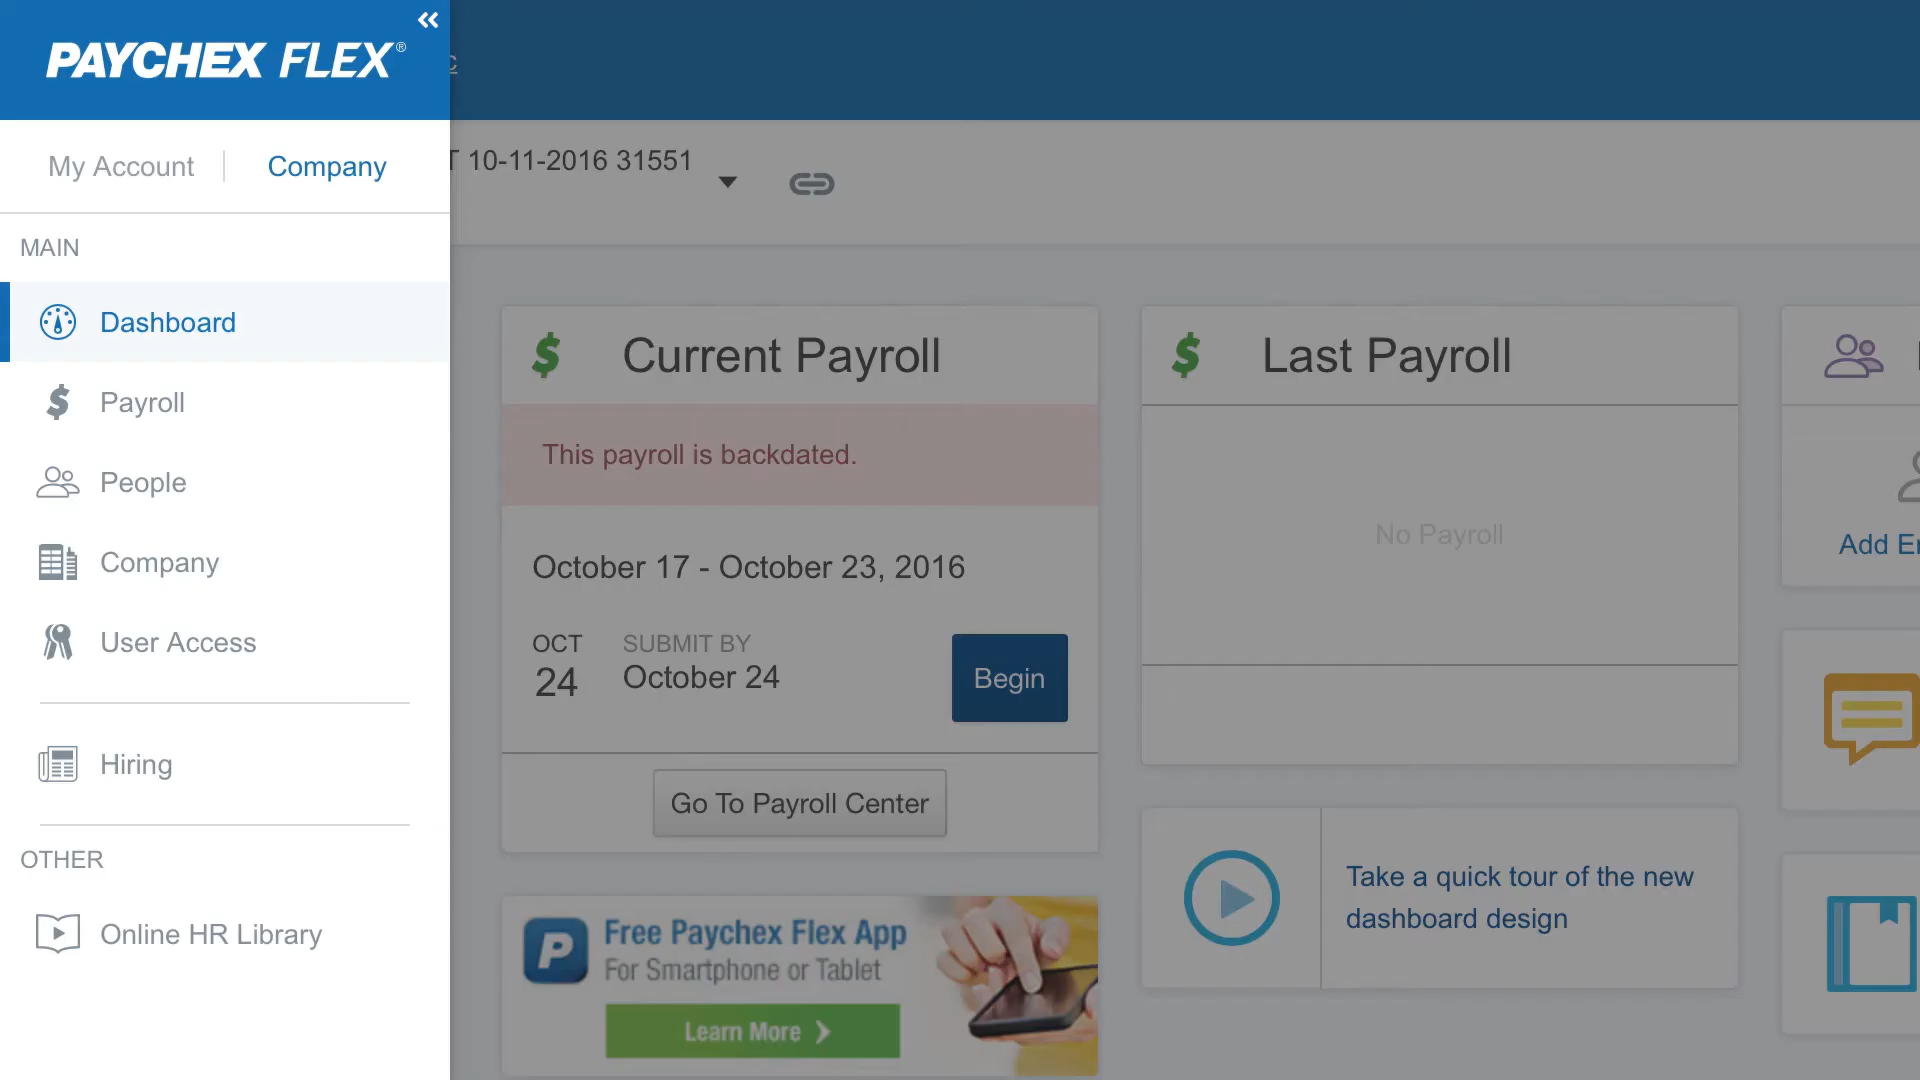 PAYCHEX FLEX®
My Account
Company
MAIN
Dashboard
Payroll
People
Company
User Access
Hiring
OTHER
Online HR Library
10-11-2016 31551
Current Payroll
This payroll is backdated.
October 17 - October 23, 2016
OCT
24
SUBMIT BY
October 24
Begin
Go To Payroll Center
P
Free Paychex Flex App
For Smartphone or Tablet
Learn More
Last Payroll
No Payroll
Take a quick tour of the new
dashboard design
Add